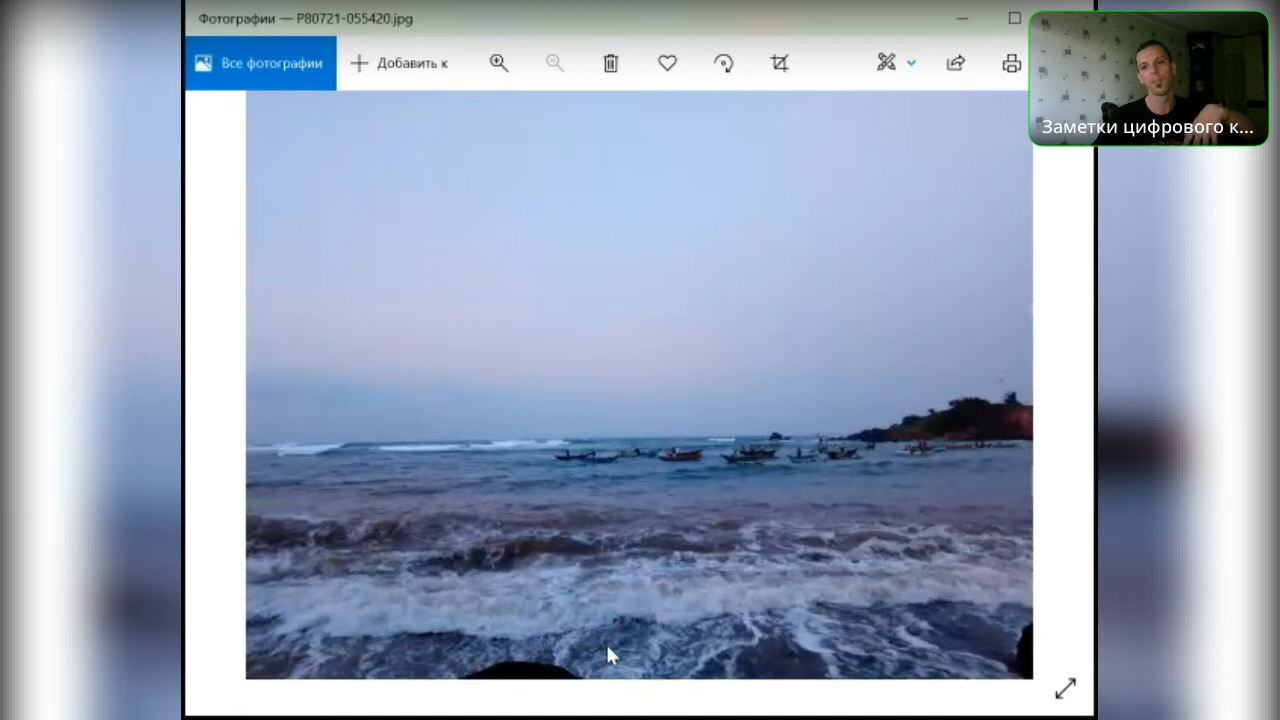 Фотографии — P80721-055420.jpg
Все фотографии
Добавить к
Заметки цифрового к...